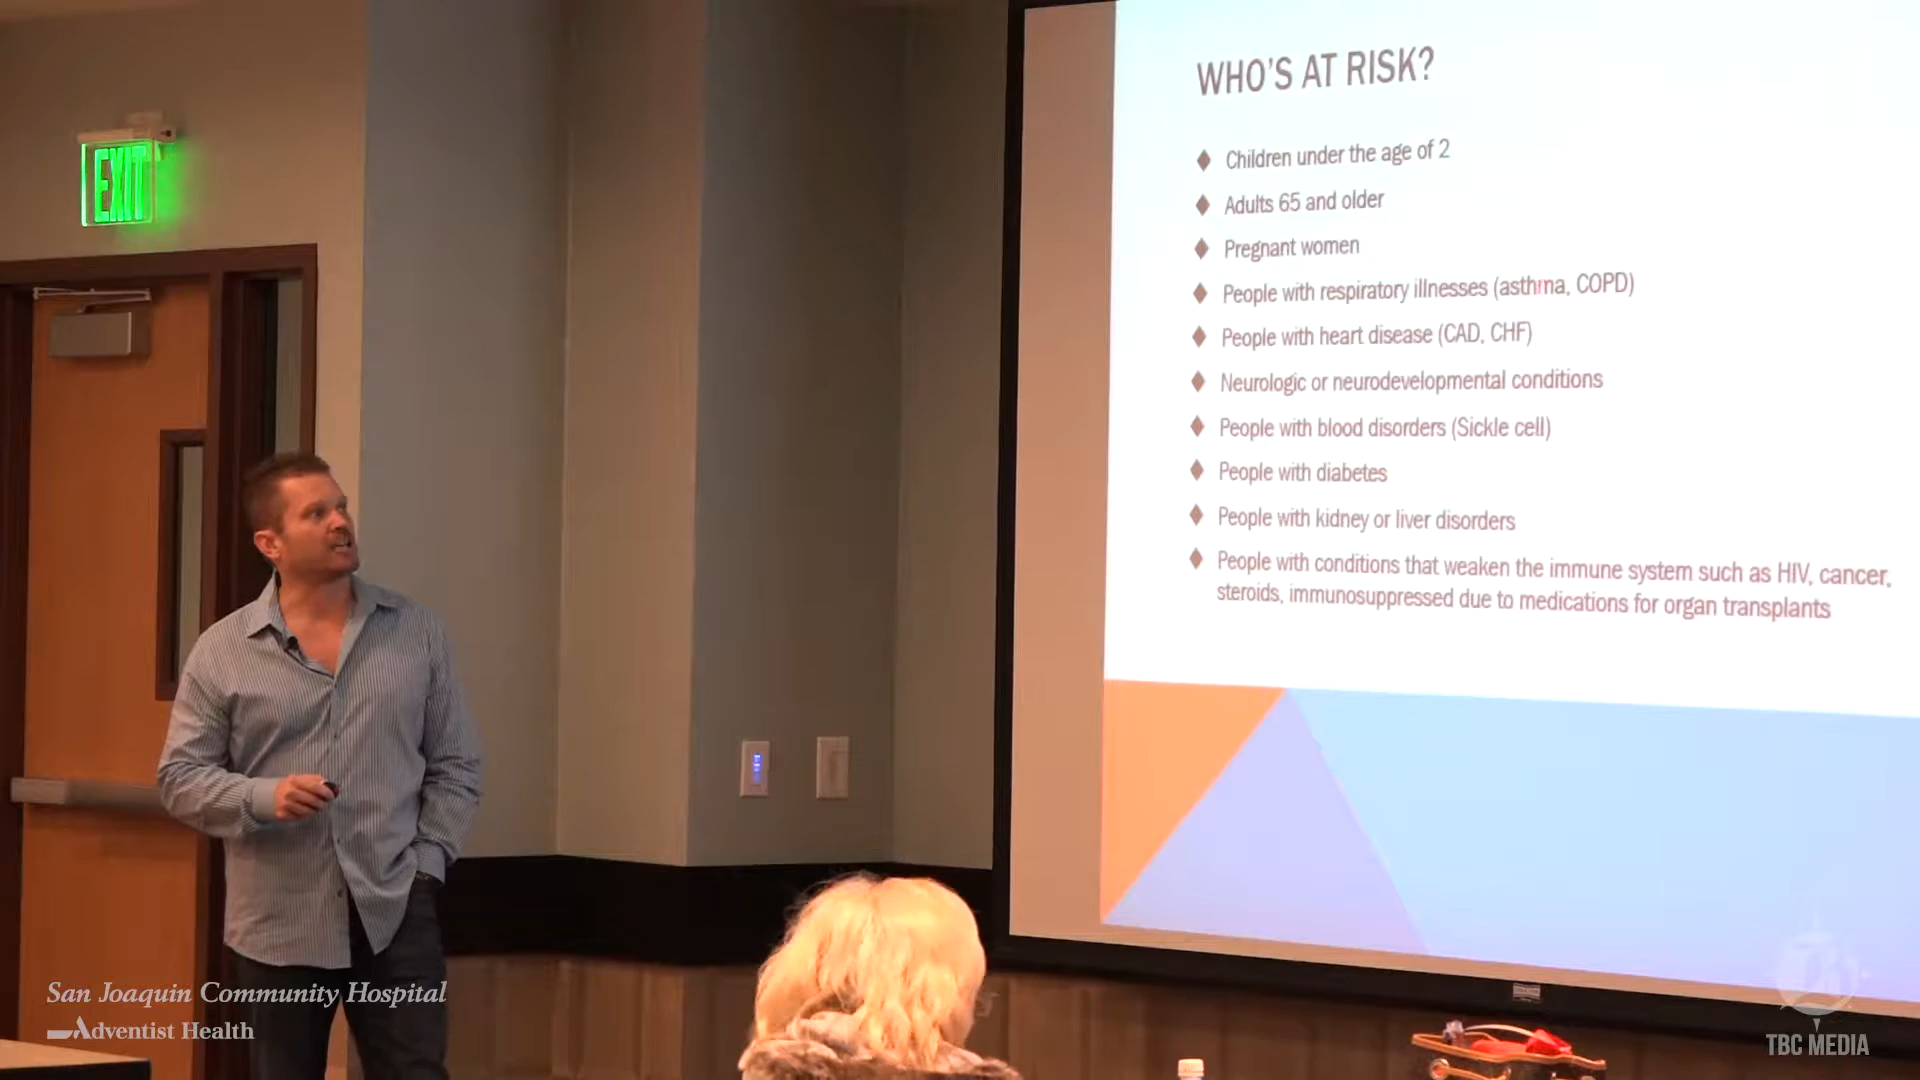 EXIT
WHO'S AT RISK?
Children under the age of 2
Adults 65 and older
Pregnant women
People with respiratory illnesses (asthma, COPD)
People with heart disease (CAD, CHF)
Neurologic or neurodevelopmental conditions
People with blood disorders (Sickle cell)
People with diabetes
People with kidney or liver disorders
People with conditions that weaken the immune system such as HIV, cancer,
steroids, immunosuppressed due to medications for organ transplants
San Joaquin Community Hospital
Adventist Health
TBC MEDIA